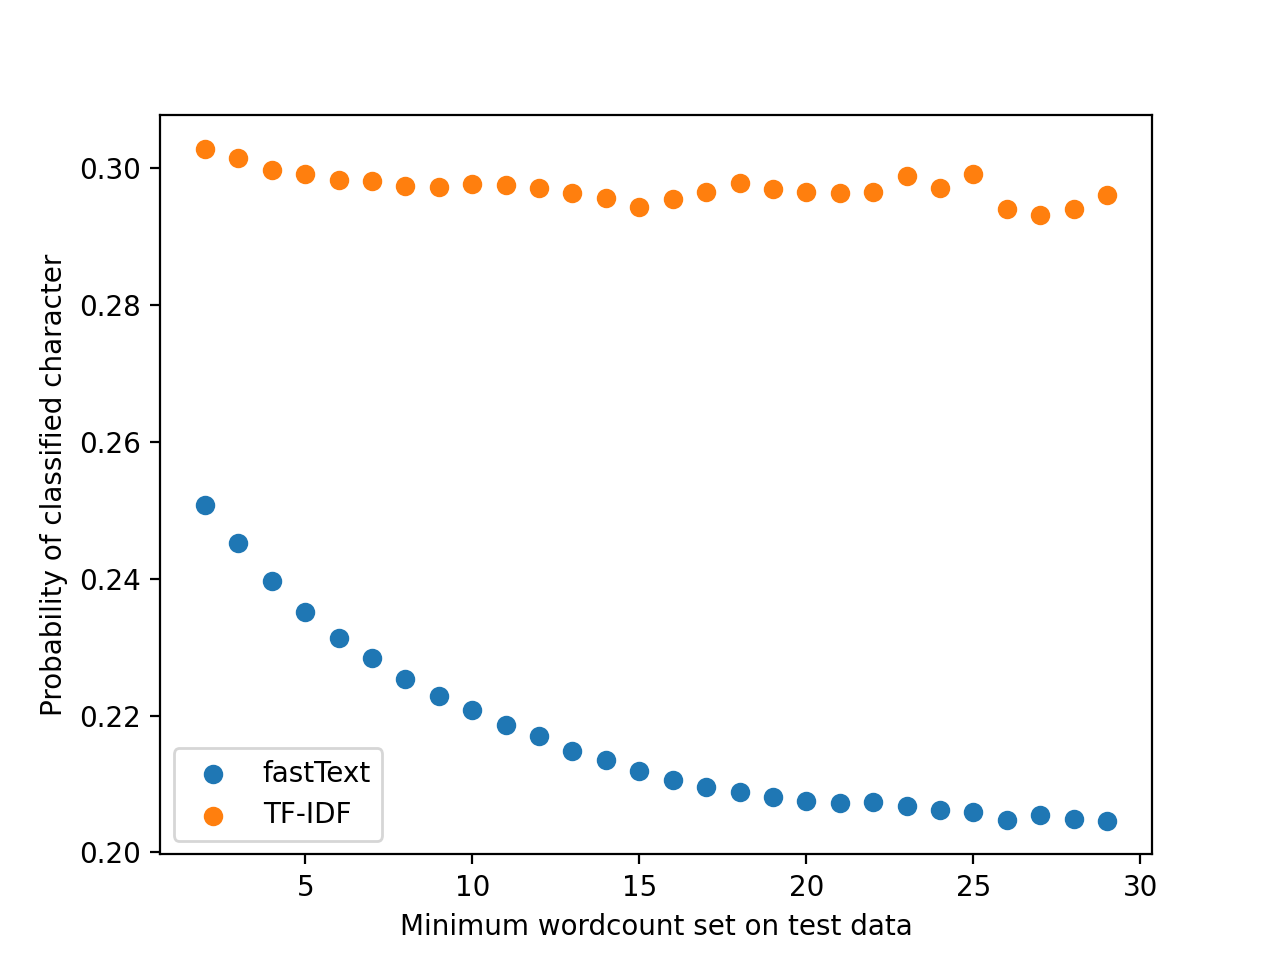 Probability of classified character
0.30
0.28
0.26
0.24
0.22
0.20
fastText
TF-IDF
5 10 15 20 25 30
Minimum wordcount set on test data